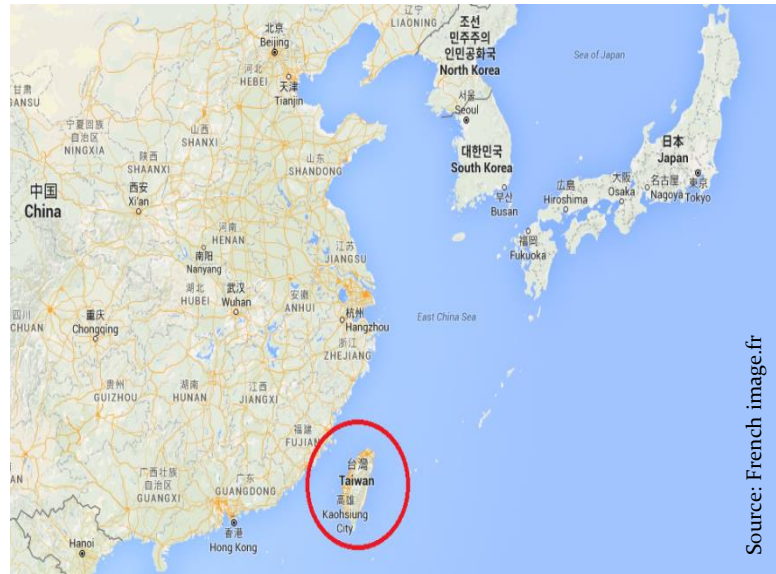 辽宁
LIAONING
北京
Beijing
조선
민주주의
인민공화국
North Korea
Sea of Japan
河北
HEBEI
天津
Tianjin
甘肃
GANSU
서울
Seoul
宁夏回族
自治区
NINGXIA
山西
SHANXI
山东
SHANDONG
대한민국
South Korea
日本
Japan
陕西
SHAANXI
中国
China
西安
Xi'an
부산
Busan
広島
Hiroshima
大阪
Osaka
名古屋
Nagoya
東京
Tokyo
河南
HENAN
江苏
JIANGSU
福岡
Fukuoka
南阳
Nanyang
湖北
HUBEI
武汉
Wuhan
安徽
ANHUI
四川
CHUAN
重庆
Chongqing
杭州
Hangzhou
East China Sea
浙江
ZHEJIANG
贵州
GUIZHOU
湖南
HUNAN
江西
JIANGXI
福建
FUJIAN
台灣
Taiwan
高雄
Kaohsiung
City
广西壮族
自治区
GUANGXI
广东
GUANGDONG
香港
Hong Kong
Hanoi
Source: French image.fr